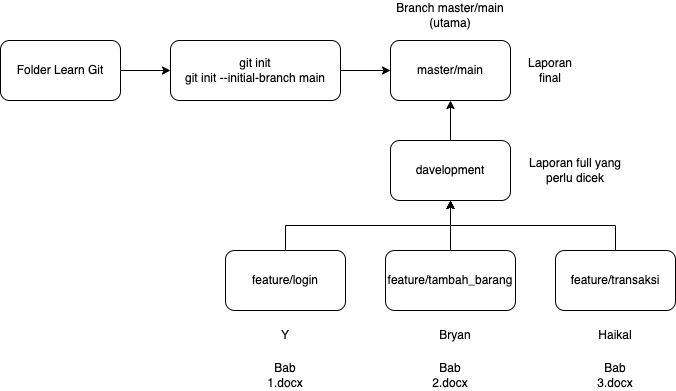 Branch master/main
(utama)
Folder Learn Git
git init
git init --initial-branch main
master/main
Laporan
final
davelopment
Laporan full yang
perlu dicek
feature/login
feature/tambah_barang
feature/transaksi
Y
Bryan
Haikal
Bab
1.docx
Bab
2.docx
Bab
3.docx